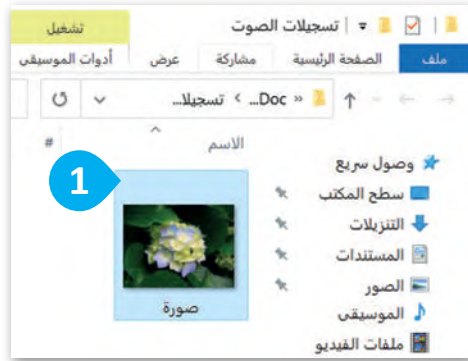 تسجيلات الصوت
تشغيل
ملف
الصفحة الرئيسية
مشاركة
عرض
أدوات الموسيقى
Doc... » تسجيلا...
الاسم
#
وصول سريع
سطح المكتب
التنزيلات
المستندات
الصور
الموسيقى
ملفات الفيديو
1
صورة